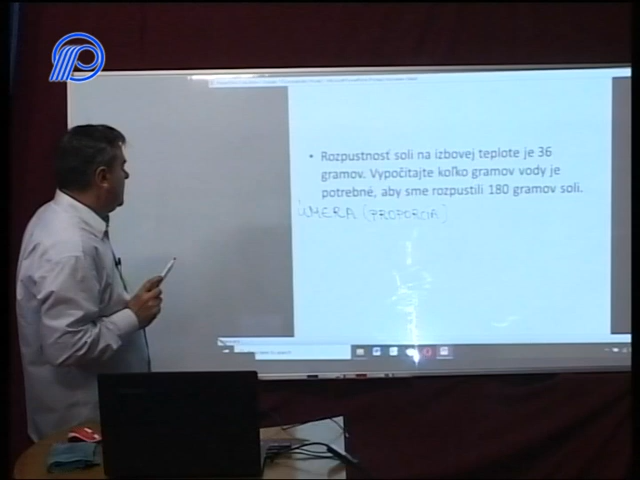 • Rozpustnosť soli na izbovej teplote je 36
gramov. Vypočítajte koľko gramov vody je
potrebné, aby sme rozpustili 180 gramov soli.
ÚMERA (PROPORCIA)